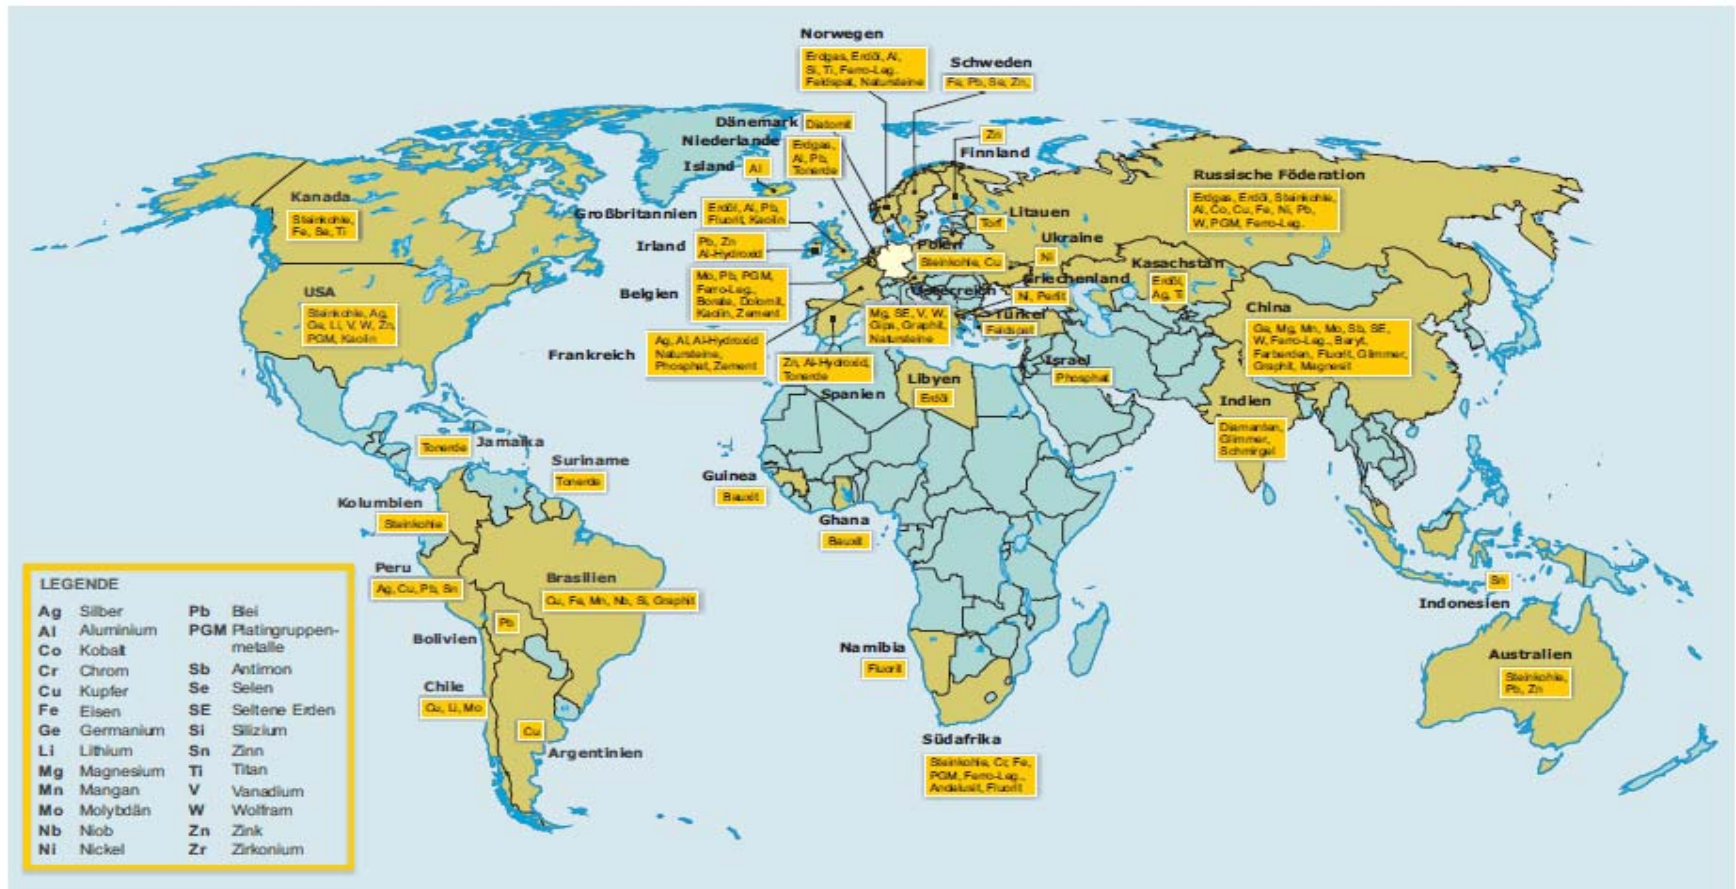 Norwegen
Erdgas, Erdöl, Al,
Si, Ti, Ferro-Leg.
Feldspat, Natursteine
Schweden
Fe, Pb, Se, Zn,
Dänemark
Diatomit
Niederlande
Erdgas,
Al, Pb,
Tonerde
Zn
Finnland
Island
Al
Russische Föderation
Erdgas, Erdöl, Steinkohle,
Al, Co, Cu, Fe, Ni, Pb,
W, PGM, Ferro-Leg.
Kanada
Steinkohle,
Fe, Se, Ti
Großbritannien
Erdöl, Al, Pb,
Fluorit, Kaolin
Litauen
Torf
Irland
Pb, Zn
Al-Hydroxid
Polen
Steinkohle, Cu
Ukraine
Ni
Kasachstan
Erdöl,
Ag, Ti
Belgien
Mo, Pb, PGM,
Ferro-Leg.,
Borate, Dolomit,
Kaolin, Zement
Griechenland
Ni, Perlit
Österreich
Mg, SE, V, W,
Gips, Graphit,
Natursteine
Türkei
Feldspat
USA
Steinkohle, Ag,
Ge, Li, V, W, Zn,
PGM, Kaolin
China
Ge, Mg, Mn, Mo, Sb, SE,
W, Ferro-Leg., Baryt,
Farberden, Fluorit, Glimmer,
Graphit, Magnesit
Frankreich
Ag, Al, Al-Hydroxid
Natursteine,
Phosphat, Zement
Zn, Al-Hydroxid,
Tonerde
Spanien
Israel
Phosphat
Libyen
Erdöl
Indien
Diamanten,
Glimmer,
Schmirgel
Tonerde
Jamaika
Suriname
Tonerde
Guinea
Bauxit
Kolumbien
Steinkohle
Ghana
Bauxit
Peru
Ag, Cu, Pb, Sn
Brasilien
Cu, Fe, Mn, Nb, Si, Graphit
Sn
Indonesien
Bolivien
Pb
Namibia
Fluorit
Australien
Steinkohle,
Pb, Zn
Chile
Cu, Li, Mo
Cu
Argentinien
Südafrika
Steinkohle, Cr, Fe,
PGM, Ferro-Leg.,
Andalusit, Fluorit
LEGENDE
Ag Silber
Al Aluminium
Co Kobalt
Cr Chrom
Cu Kupfer
Fe Eisen
Ge Germanium
Li Lithium
Mg Magnesium
Mn Mangan
Mo Molybdän
Nb Niob
Ni Nickel
Pb Blei
PGM Platingruppen-
metalle
Sb Antimon
Se Selen
SE Seltene Erden
Si Silizium
Sn Zinn
Ti Titan
V Vanadium
W Wolfram
Zn Zink
Zr Zirkonium